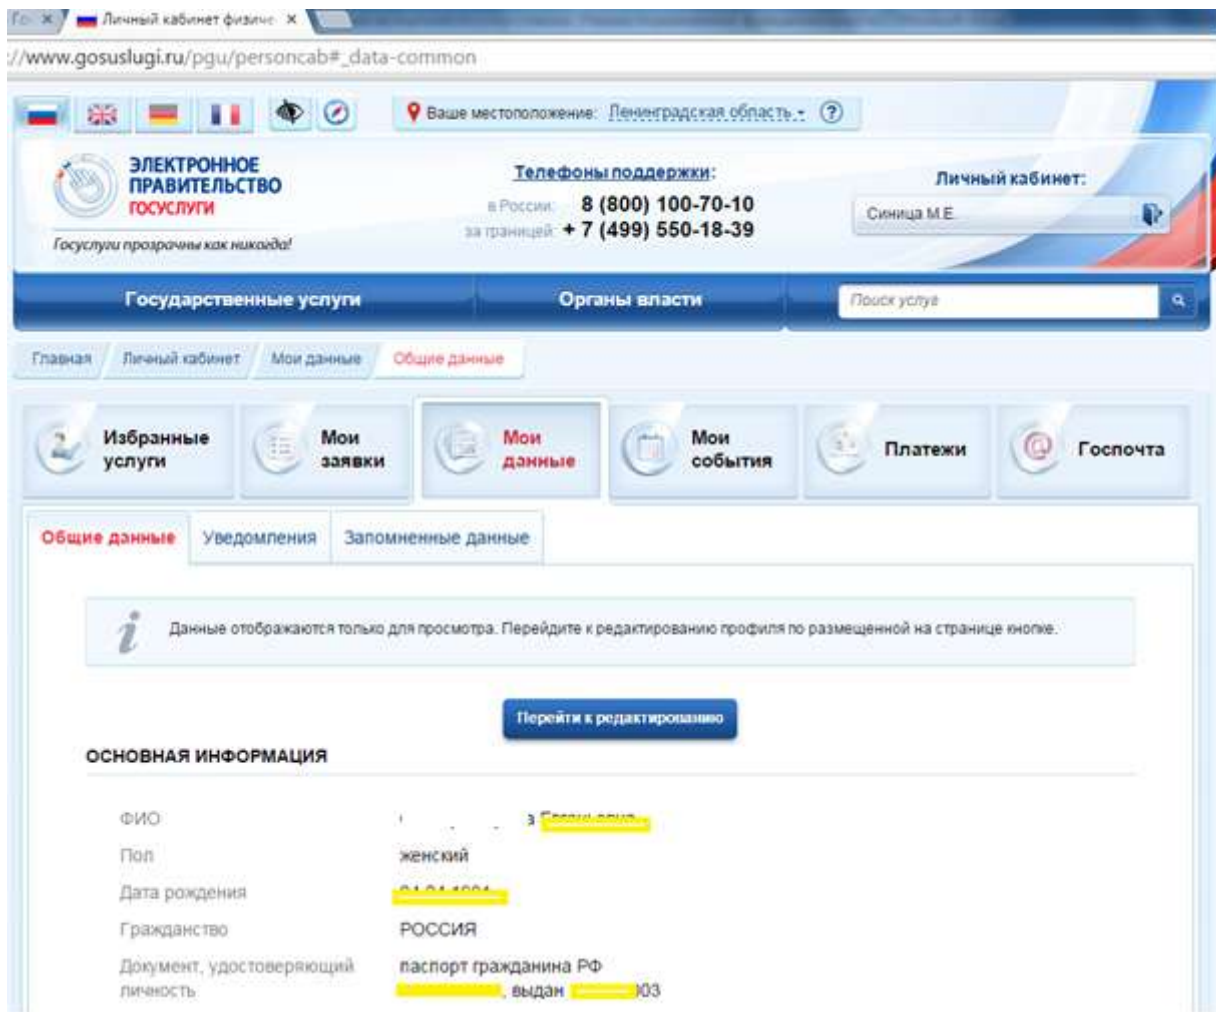 Личный кабинет физиче
://www.gosuslugi.ru/pgu/personcab#_data-common
Ваше местоположение: Ленинградская область
ЭЛЕКТРОННОЕ
ПРАВИТЕЛЬСТВО
ГОСУСЛУГИ
Госуслуги прозрачны как никогда!
Телефоны поддержки:
в России: 8 (800) 100-70-10
за границей: + 7 (499) 550-18-39
Личный кабинет:
Синица М.Е.
Государственные услуги Органы власти Поиск услуг
Главная Личный кабинет Мои данные Общие данные
Избранные услуги
Мои заявки
Мои данные
Мои события
Платежи
Госпочта
Общие данные Уведомления Запомненные данные
Данные отображаются только для просмотра. Перейдите к редактированию профиля по размещенной на странице кнопке.
Перейти к редактированию
ОСНОВНАЯ ИНФОРМАЦИЯ
ФИО
Пол женский
Дата рождения
Гражданство РОССИЯ
Документ, удостоверяющий паспорт гражданина РФ
личность , выдан 003